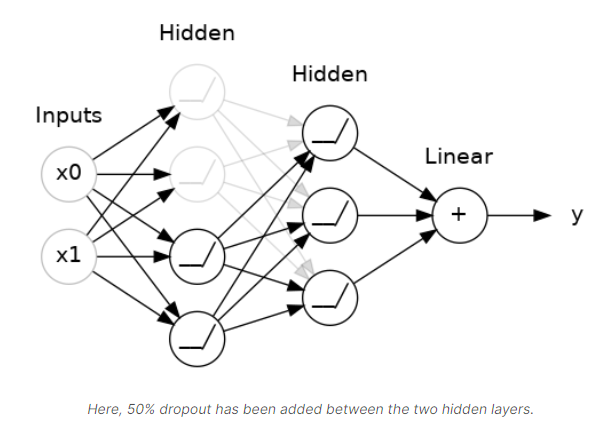 Hidden
Hidden
Inputs
Linear
x0
+
y
x1
Here, 50% dropout has been added between the two hidden layers.